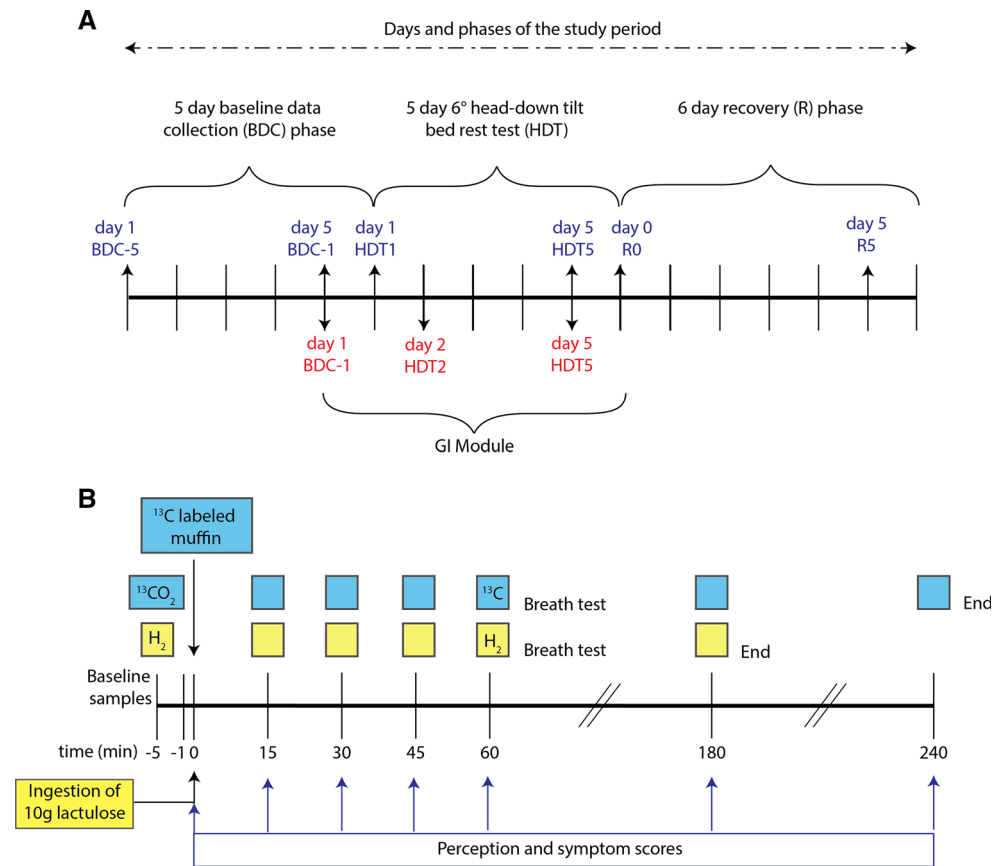 A
Days and phases of the study period
5 day baseline data
collection (BDC) phase
5 day 6° head-down tilt
bed rest test (HDT)
6 day recovery (R) phase
day 1
BDC-5
day 5
BDC-1
day 1
HDT1
day 5
HDT5
day 0
R0
day 5
R5
day 1
BDC-1
day 2
HDT2
day 5
HDT5
GI Module
B
¹³C labeled
muffin
¹³CO₂
¹³C
Breath test
End
H₂
H₂
Breath test
End
Baseline
samples
time (min) -5 -1 0 15 30 45 60 180 240
Ingestion of
10g lactulose
Perception and symptom scores